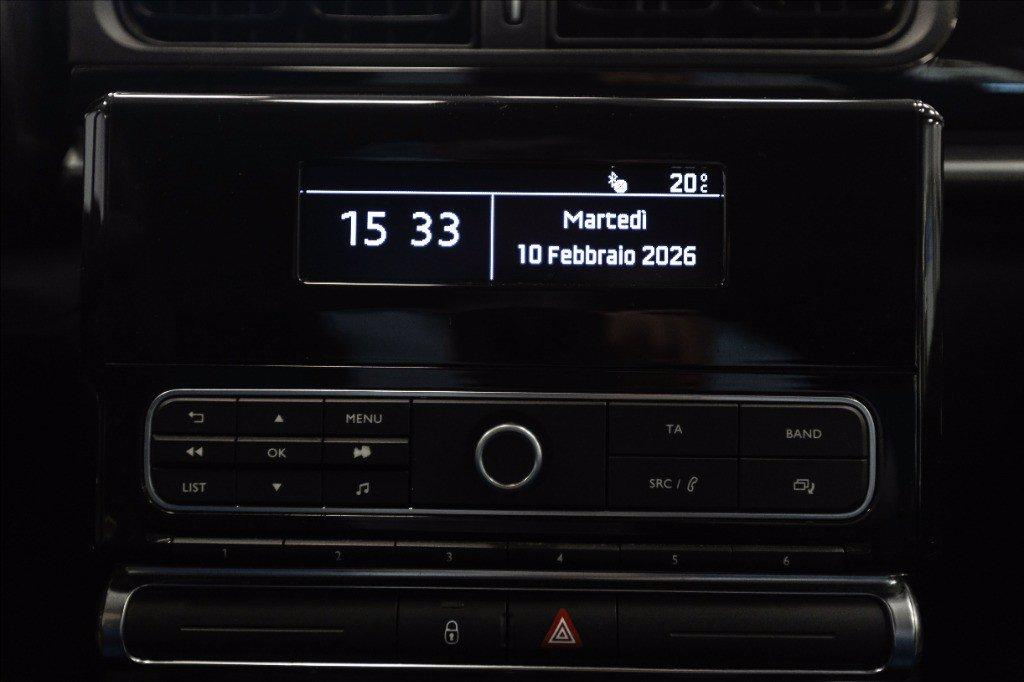 20°C
15 33
Martedì
10 Febbraio 2026
MENU
TA
BAND
OK
LIST
SRC /
1 2 3 4 5 6